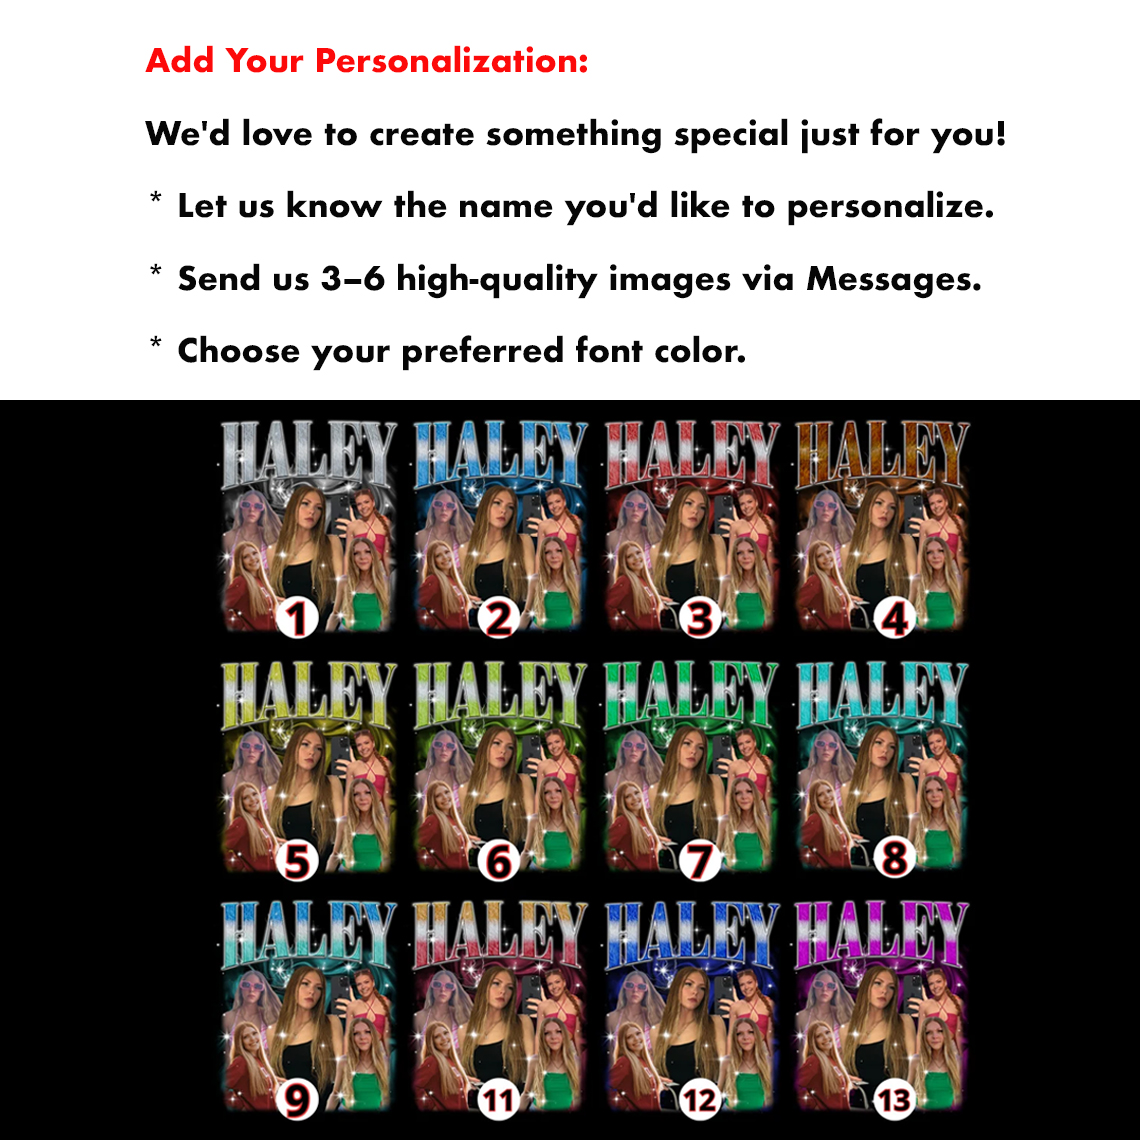 Add Your Personalization:
We'd love to create something special just for you!
* Let us know the name you'd like to personalize.
* Send us 3–6 high-quality images via Messages.
* Choose your preferred font color.
HALEY HALEY HALEY HALEY
1 2 3 4
HALEY HALEY HALEY HALEY
5 6 7 8
HALEY HALEY HALEY HALEY
9 11 12 13